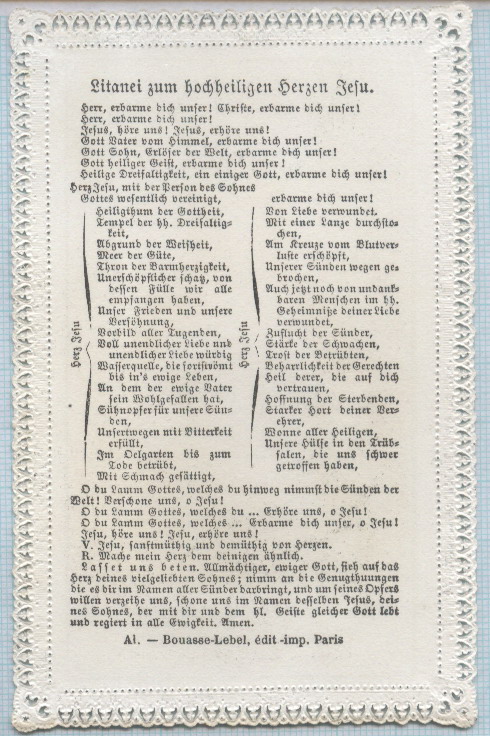 Litanei zum hochheiligen Herzen Jesu.
Herr, erbarme dich unser! Christe, erbarme dich unser!
Herr, erbarme dich unser!
Jesus, höre uns! Jesus, erhöre uns!
Gott Vater vom Himmel, erbarme dich unser!
Gott Sohn, Erlöser der Welt, erbarme dich unser!
Gott heiliger Geist, erbarme dich unser!
Heilige Dreifaltigkeit, ein einiger Gott, erbarme dich unser!
Herz Jesu, mit der Person des Sohnes
Gottes wesentlich vereinigt, erbarme dich unser!
Herz Jesu
Heiligthum der Gottheit,
Tempel der hh. Dreifaltig-
keit,
Abgrund der Weisheit,
Meer der Güte,
Thron der Barmherzigkeit,
Unerschöpflicher schatz, von
dessen Fülle wir alle
empfangen haben,
Unser Frieden und unsere
Versöhnung,
Vorbild aller Tugenden,
Voll unendlicher Liebe und
unendlicher Liebe würdig
Wasserquelle, die fortströmt
bis in's ewige Leben,
An dem der ewige Vater
sein Wohlgefallen hat,
Sühnopfer für unsere Sün-
den,
Unsertwegen mit Bitterkeit
erfüllt,
Im Oelgarten bis zum
Tode betrübt,
Mit Schmach gesättigt,
Herz Jesu
Von Liebe verwundet.
Mit einer Lanze durchsto-
chen,
Am Kreuze vom Blutver-
luste erschöpft,
Unserer Sünden wegen ge-
brochen,
Auch jetzt noch von undank-
baren Menschen im hh.
Geheimniße deiner Liebe
verwundet,
Zuflucht der Sünder,
Stärke der Schwachen,
Trost der Betrübten,
Beharlichkeit der Gerechten
Heil derer, die auf dich
vertrauen,
Hoffnung der Sterbenden,
Starker Hort deiner Ver-
ehrer,
Wonne aller Heiligen,
Unsere Hülfe in den Trüb-
salen, die uns schwer
getroffen haben,
O du Lamm Gottes, welches du hinweg nimmst die Sünden der
Welt! Verschone uns, o Jesu!
O du Lamm Gottes, welches du ... Erhöre uns, o Jesu!
O du Lamm Gottes, welches ... Erbarme dich unser, o Jesu!
Jesu, höre uns! Jesu, erhöre uns!
V. Jesu, sanftmüthig und demüthig von Herzen.
R. Mache mein Herz dem deinigen ähnlich.
Lasset uns beten. Allmächtiger, ewiger Gott, sieh auf das
Herz deines vielgeliebten Sohnes; nimm an die Genugthuungen
die es dir im Namen aller Sünder darbringt, und um seines Opfers
willen verzeihe uns, schone uns im Namen desselben Jesus, dei-
nes Sohnes, der mit dir und dem hl. Geiste gleicher Gott lebt
und regiert in alle Ewigkeit. Amen.
Al. — Bouasse-Lebel, édit-imp. Paris